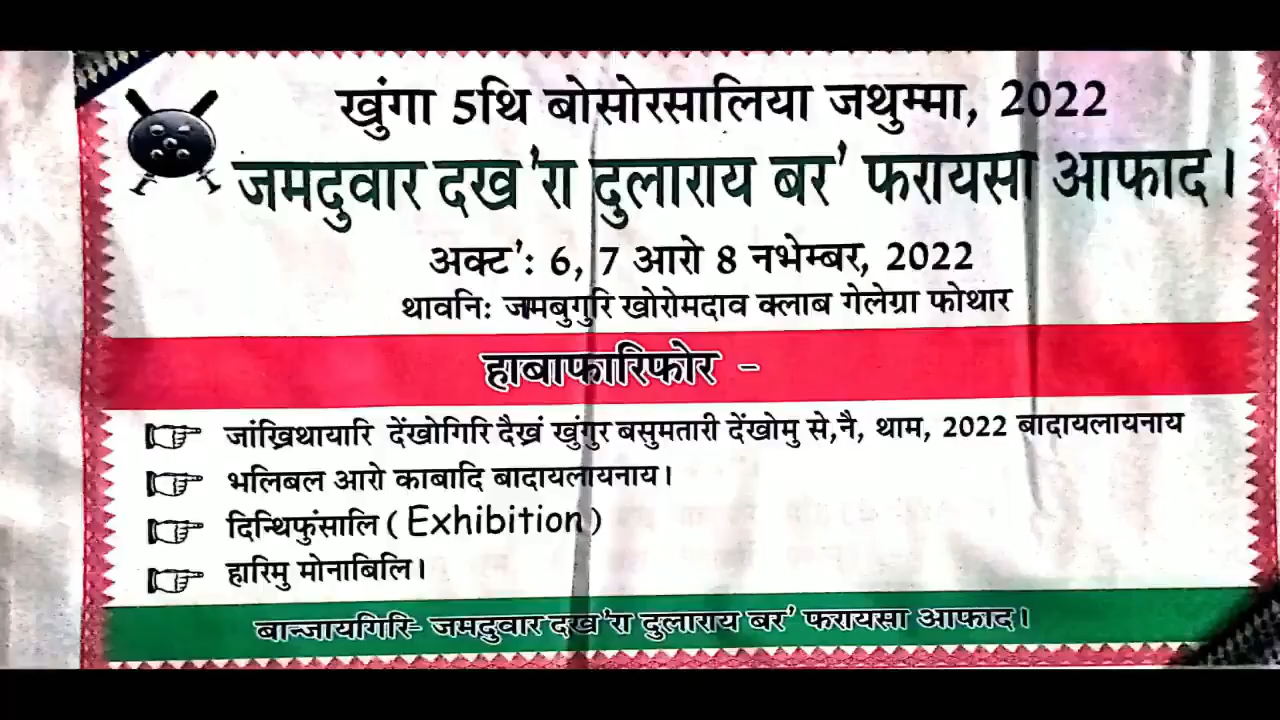 खुंगा 5थि बोसोरसालिया जथुम्मा, 2022
जमदुवार दख'रा दुलाराय बर' फरायसा आफाद।
अक्ट': 6, 7 आरो 8 नभेम्बर, 2022
थावनि: जमबुगुरि खोरोमदाव क्लाब गेलेग्रा फोथार
हाबाफारिफोर -
जांख्रिथायारि देंखोगिरि दैख्रं खुंगुर बसुमतारी देंखोमु से,नै, थाम, 2022 बादायलायनाय
भलिबल आरो काबादि बादायलायनाय।
दिन्थिफुंसालि ( Exhibition )
हारिमु मोनाबिलि।
बान्जायगिरि- जमदुवार दख'रा दुलाराय बर' फरायसा आफाद।